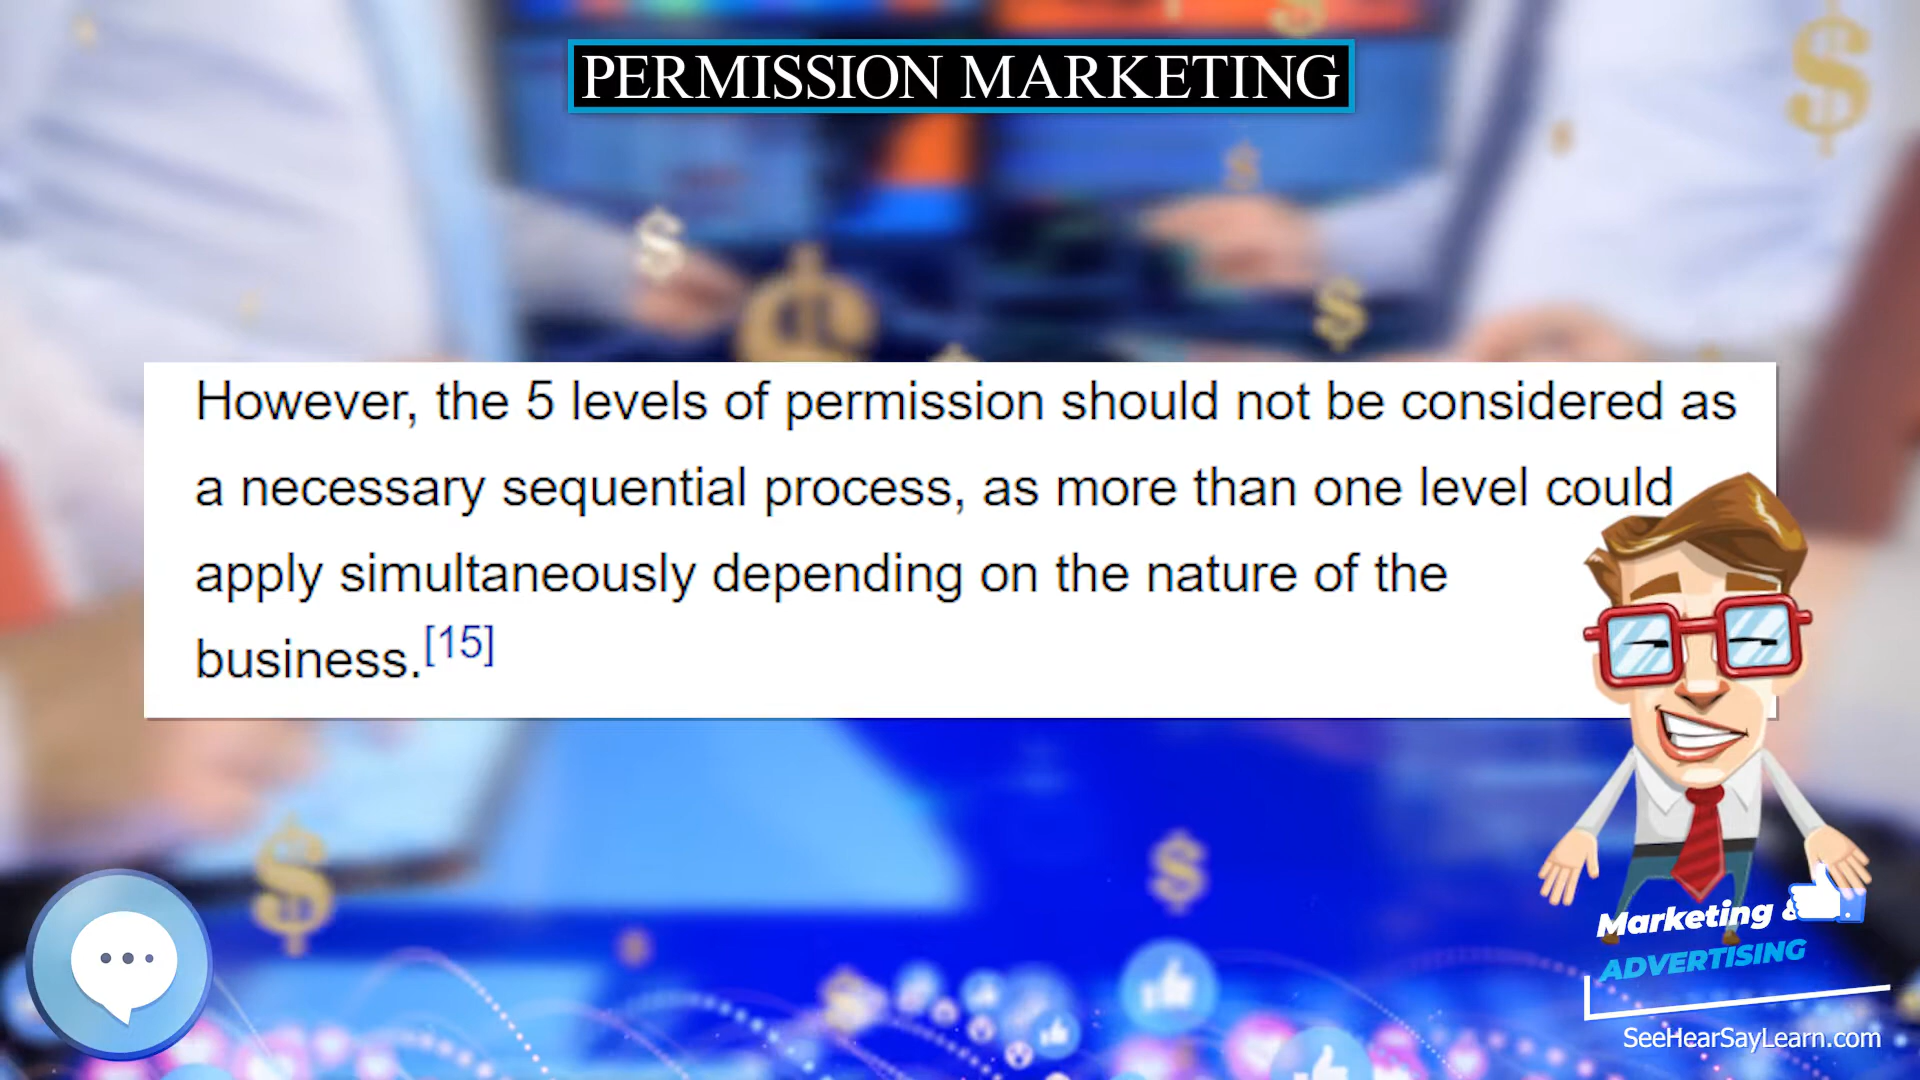 PERMISSION MARKETING
However, the 5 levels of permission should not be considered as
a necessary sequential process, as more than one level could
apply simultaneously depending on the nature of the
business.[15]
Marketing &
ADVERTISING
SeeHearSayLearn.com